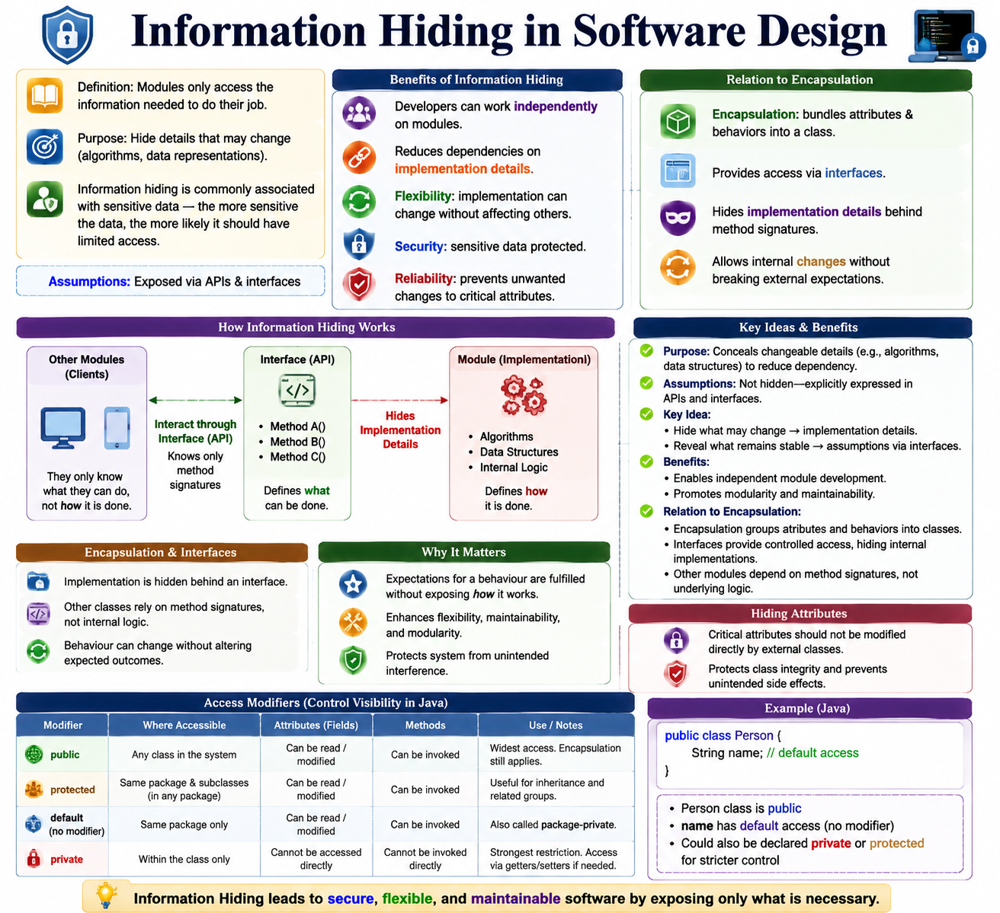 Information Hiding in Software Design
Definition: Modules only access the
information needed to do their job.
Purpose: Hide details that may change
(algorithms, data representations).
Information hiding is commonly associated
with sensitive data — the more sensitive
the data, the more likely it should have
limited access.
Assumptions: Exposed via APIs & interfaces
Benefits of Information Hiding
Developers can work independently
on modules.
Reduces dependencies on
implementation details.
Flexibility: implementation can
change without affecting others.
Security: sensitive data protected.
Reliability: prevents unwanted
changes to critical attributes.
Relation to Encapsulation
Encapsulation: bundles attributes &
behaviors into a class.
Provides access via interfaces.
Hides implementation details behind
method signatures.
Allows internal changes without
breaking external expectations.
How Information Hiding Works
Other Modules
(Clients)
They only know
what they can do,
not how it is done.
Interact through
Interface (API)
Knows only
method
signatures
Interface (API)
</>
• Method A()
• Method B()
• Method C()
Defines what
can be done.
Hides
Implementation
Details
Module (Implementationl)
• Algorithms
• Data Structures
• Internal Logic
Defines how
it is done.
Key Ideas & Benefits
Purpose: Conceals changeable details (e.g., algorithms,
data structures) to reduce dependency.
Assumptions: Not hidden—explicitly expressed in
APIs and interfaces.
Key Idea:
• Hide what may change → implementation details.
• Reveal what remains stable → assumptions via interfaces.
Benefits:
• Enables independent module development.
• Promotes modularity and maintainability.
Relation to Encapsulation:
• Encapsulation groups atributes and behaviors into classes.
• Interfaces provide controlled access, hiding internal
implementations.
• Other modules depend on method signatures, not
underlying logic.
Encapsulation & Interfaces
Implementation is hidden behind an interface.
</>
Other classes rely on method signatures,
not internal logic.
Behaviour can change without altering
expected outcomes.
Why It Matters
Expectations for a behaviour are fulfilled
without exposing how it works.
Enhances flexibility, maintainability,
and modularity.
Protects system from unintended
interference.
Hiding Attributes
Critical attributes should not be modified
directly by external classes.
Protects class integrity and prevents
unintended side effects.
Access Modifiers (Control Visibility in Java)
Modifier Where Accessible Attributes (Fields) Methods Use / Notes
public Any class in the system Can be read / modified Can be invoked Widest access. Encapsulation still applies.
protected Same package & subclasses (in any package) Can be read / modified Can be invoked Useful for inheritance and related groups.
default (no modifier) Same package only Can be read / modified Can be invoked Also called package-private.
private Within the class only Cannot be accessed directly Cannot be invoked directly Strongest restriction. Access via getters/setters if needed.
Example (Java)
public class Person {
String name; // default access
}
• Person class is public
• name has default access (no modifier)
• Could also be declared private or protected
for stricter control
Information Hiding leads to secure, flexible, and maintainable software by exposing only what is necessary.